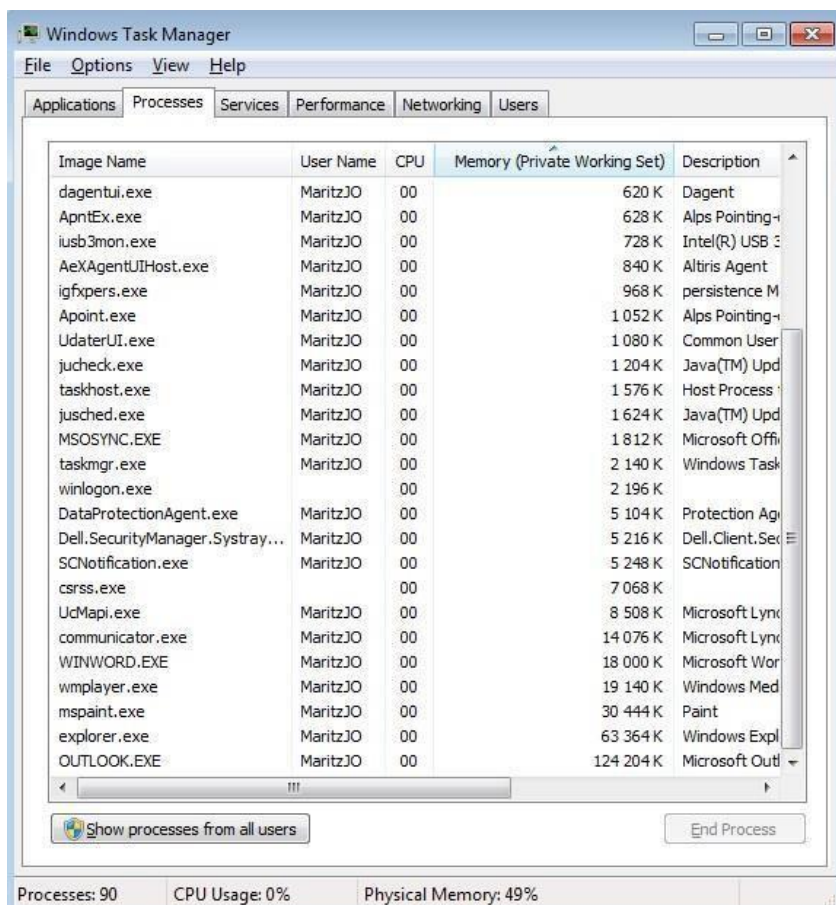 Windows Task Manager
File Options View Help
Applications Processes Services Performance Networking Users
Image Name User Name CPU Memory (Private Working Set) Description
dagentui.exe MaritzJO 00 620 K Dagent
ApntEx.exe MaritzJO 00 628 K Alps Pointing-
iusb3mon.exe MaritzJO 00 728 K Intel(R) USB 3
AeXAgentUIHost.exe MaritzJO 00 840 K Altiris Agent
igfxpers.exe MaritzJO 00 968 K persistence M
Apoint.exe MaritzJO 00 1 052 K Alps Pointing-
UdaterUI.exe MaritzJO 00 1 080 K Common User
jucheck.exe MaritzJO 00 1 204 K Java(TM) Upd
taskhost.exe MaritzJO 00 1 576 K Host Process
jusched.exe MaritzJO 00 1 624 K Java(TM) Upd
MSOSYNC.EXE MaritzJO 00 1 812 K Microsoft Offi
taskmgr.exe MaritzJO 00 2 140 K Windows Task
winlogon.exe 00 2 196 K
DataProtectionAgent.exe MaritzJO 00 5 104 K Protection Age
Dell.SecurityManager.Systray... MaritzJO 00 5 216 K Dell.Client.Sec
SCNotification.exe MaritzJO 00 5 248 K SCNotification
csrss.exe 00 7 068 K
UcMapi.exe MaritzJO 00 8 508 K Microsoft Lync
communicator.exe MaritzJO 00 14 076 K Microsoft Lync
WINWORD.EXE MaritzJO 00 18 000 K Microsoft Wor
wmplayer.exe MaritzJO 00 19 140 K Windows Med
mspaint.exe MaritzJO 00 30 444 K Paint
explorer.exe MaritzJO 00 63 364 K Windows Expl
OUTLOOK.EXE MaritzJO 00 124 204 K Microsoft Outl
Show processes from all users End Process
Processes: 90 CPU Usage: 0% Physical Memory: 49%